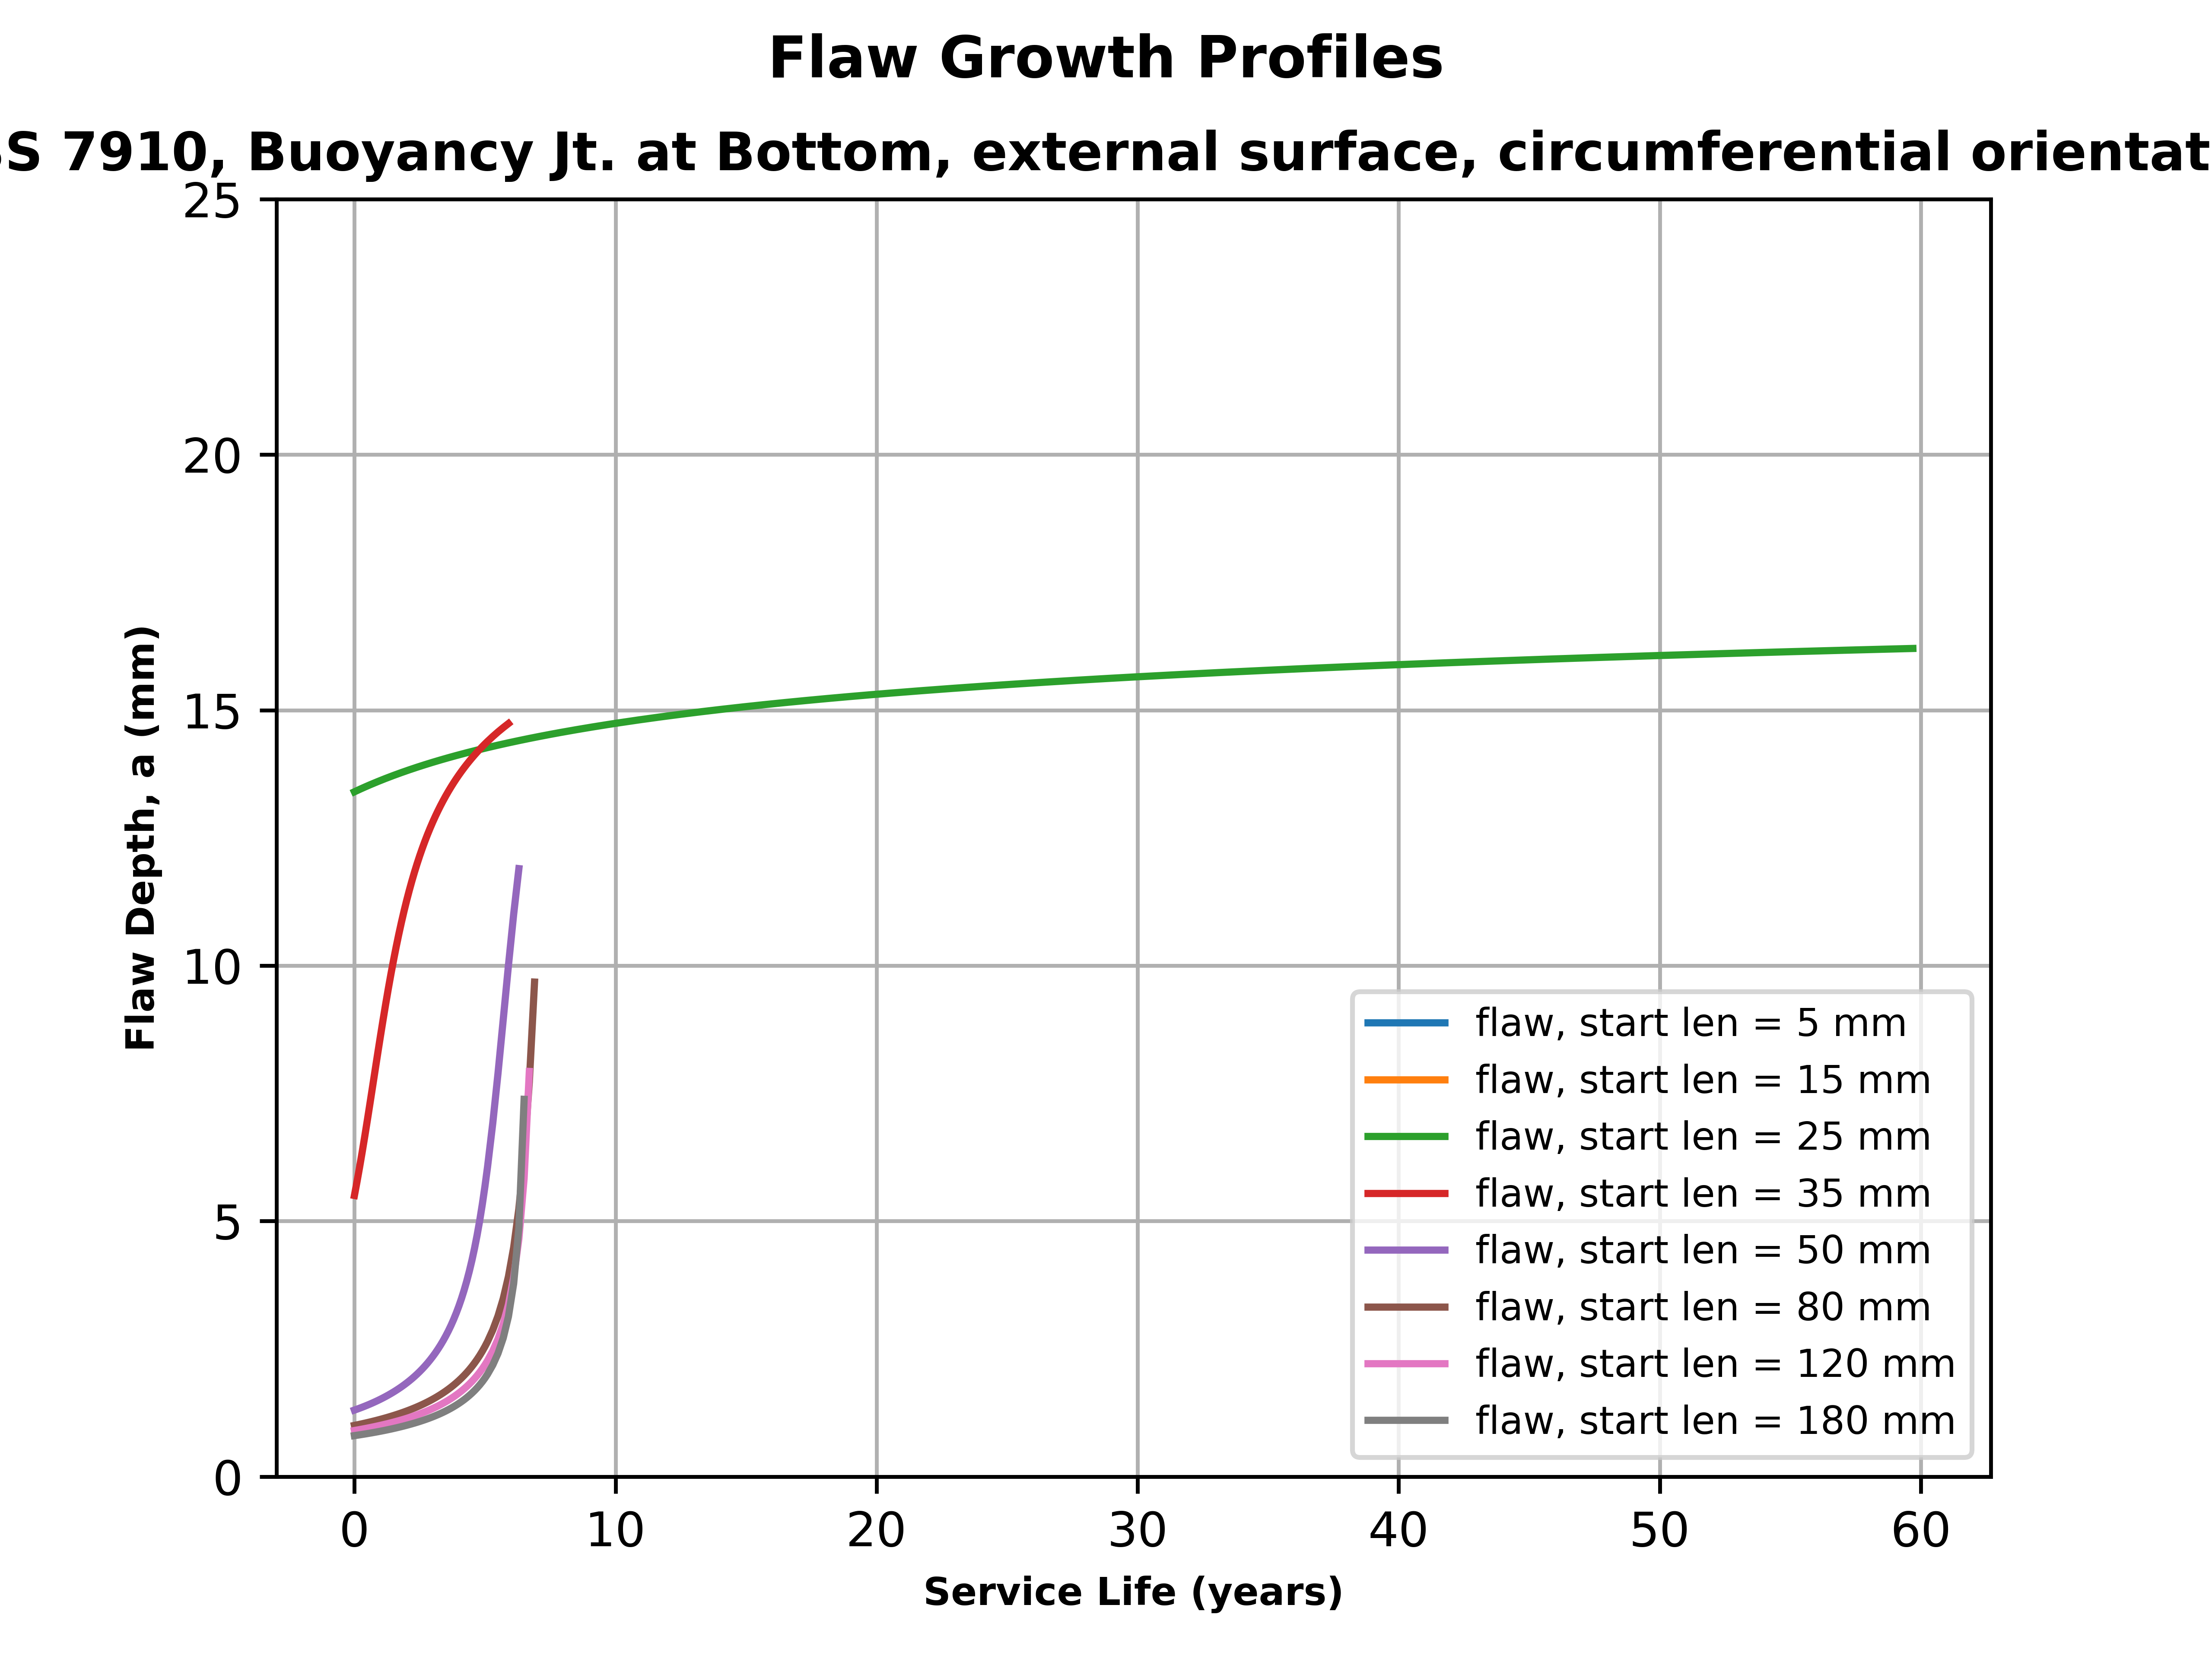 Flaw Growth Profiles
S 7910, Buoyancy Jt. at Bottom, external surface, circumferential orientat
25
20
15
10
5
0
Flaw Depth, a (mm)
flaw, start len = 5 mm
flaw, start len = 15 mm
flaw, start len = 25 mm
flaw, start len = 35 mm
flaw, start len = 50 mm
flaw, start len = 80 mm
flaw, start len = 120 mm
flaw, start len = 180 mm
0 10 20 30 40 50 60
Service Life (years)